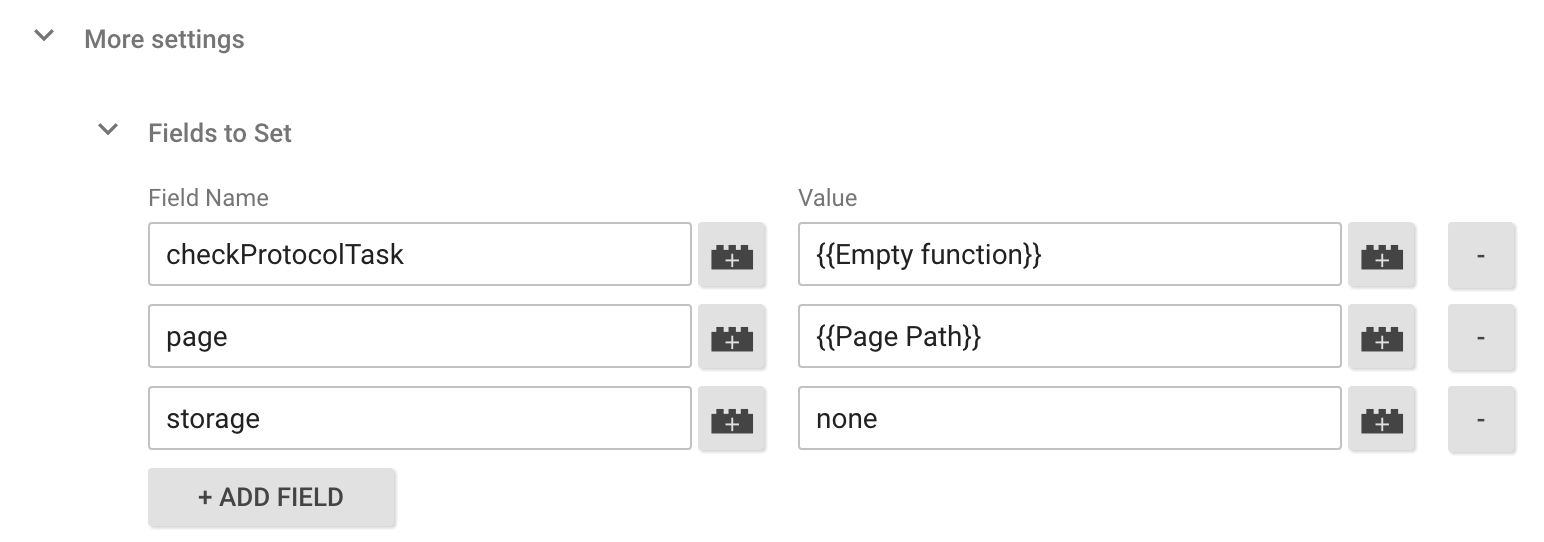 More settings
Fields to Set
Field Name Value
checkProtocolTask {{Empty function}} -
page {{Page Path}} -
storage none -
+ ADD FIELD